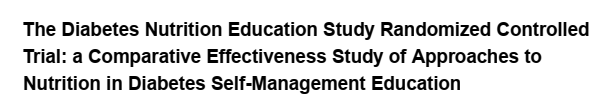 The Diabetes Nutrition Education Study Randomized Controlled
Trial: a Comparative Effectiveness Study of Approaches to
Nutrition in Diabetes Self-Management Education